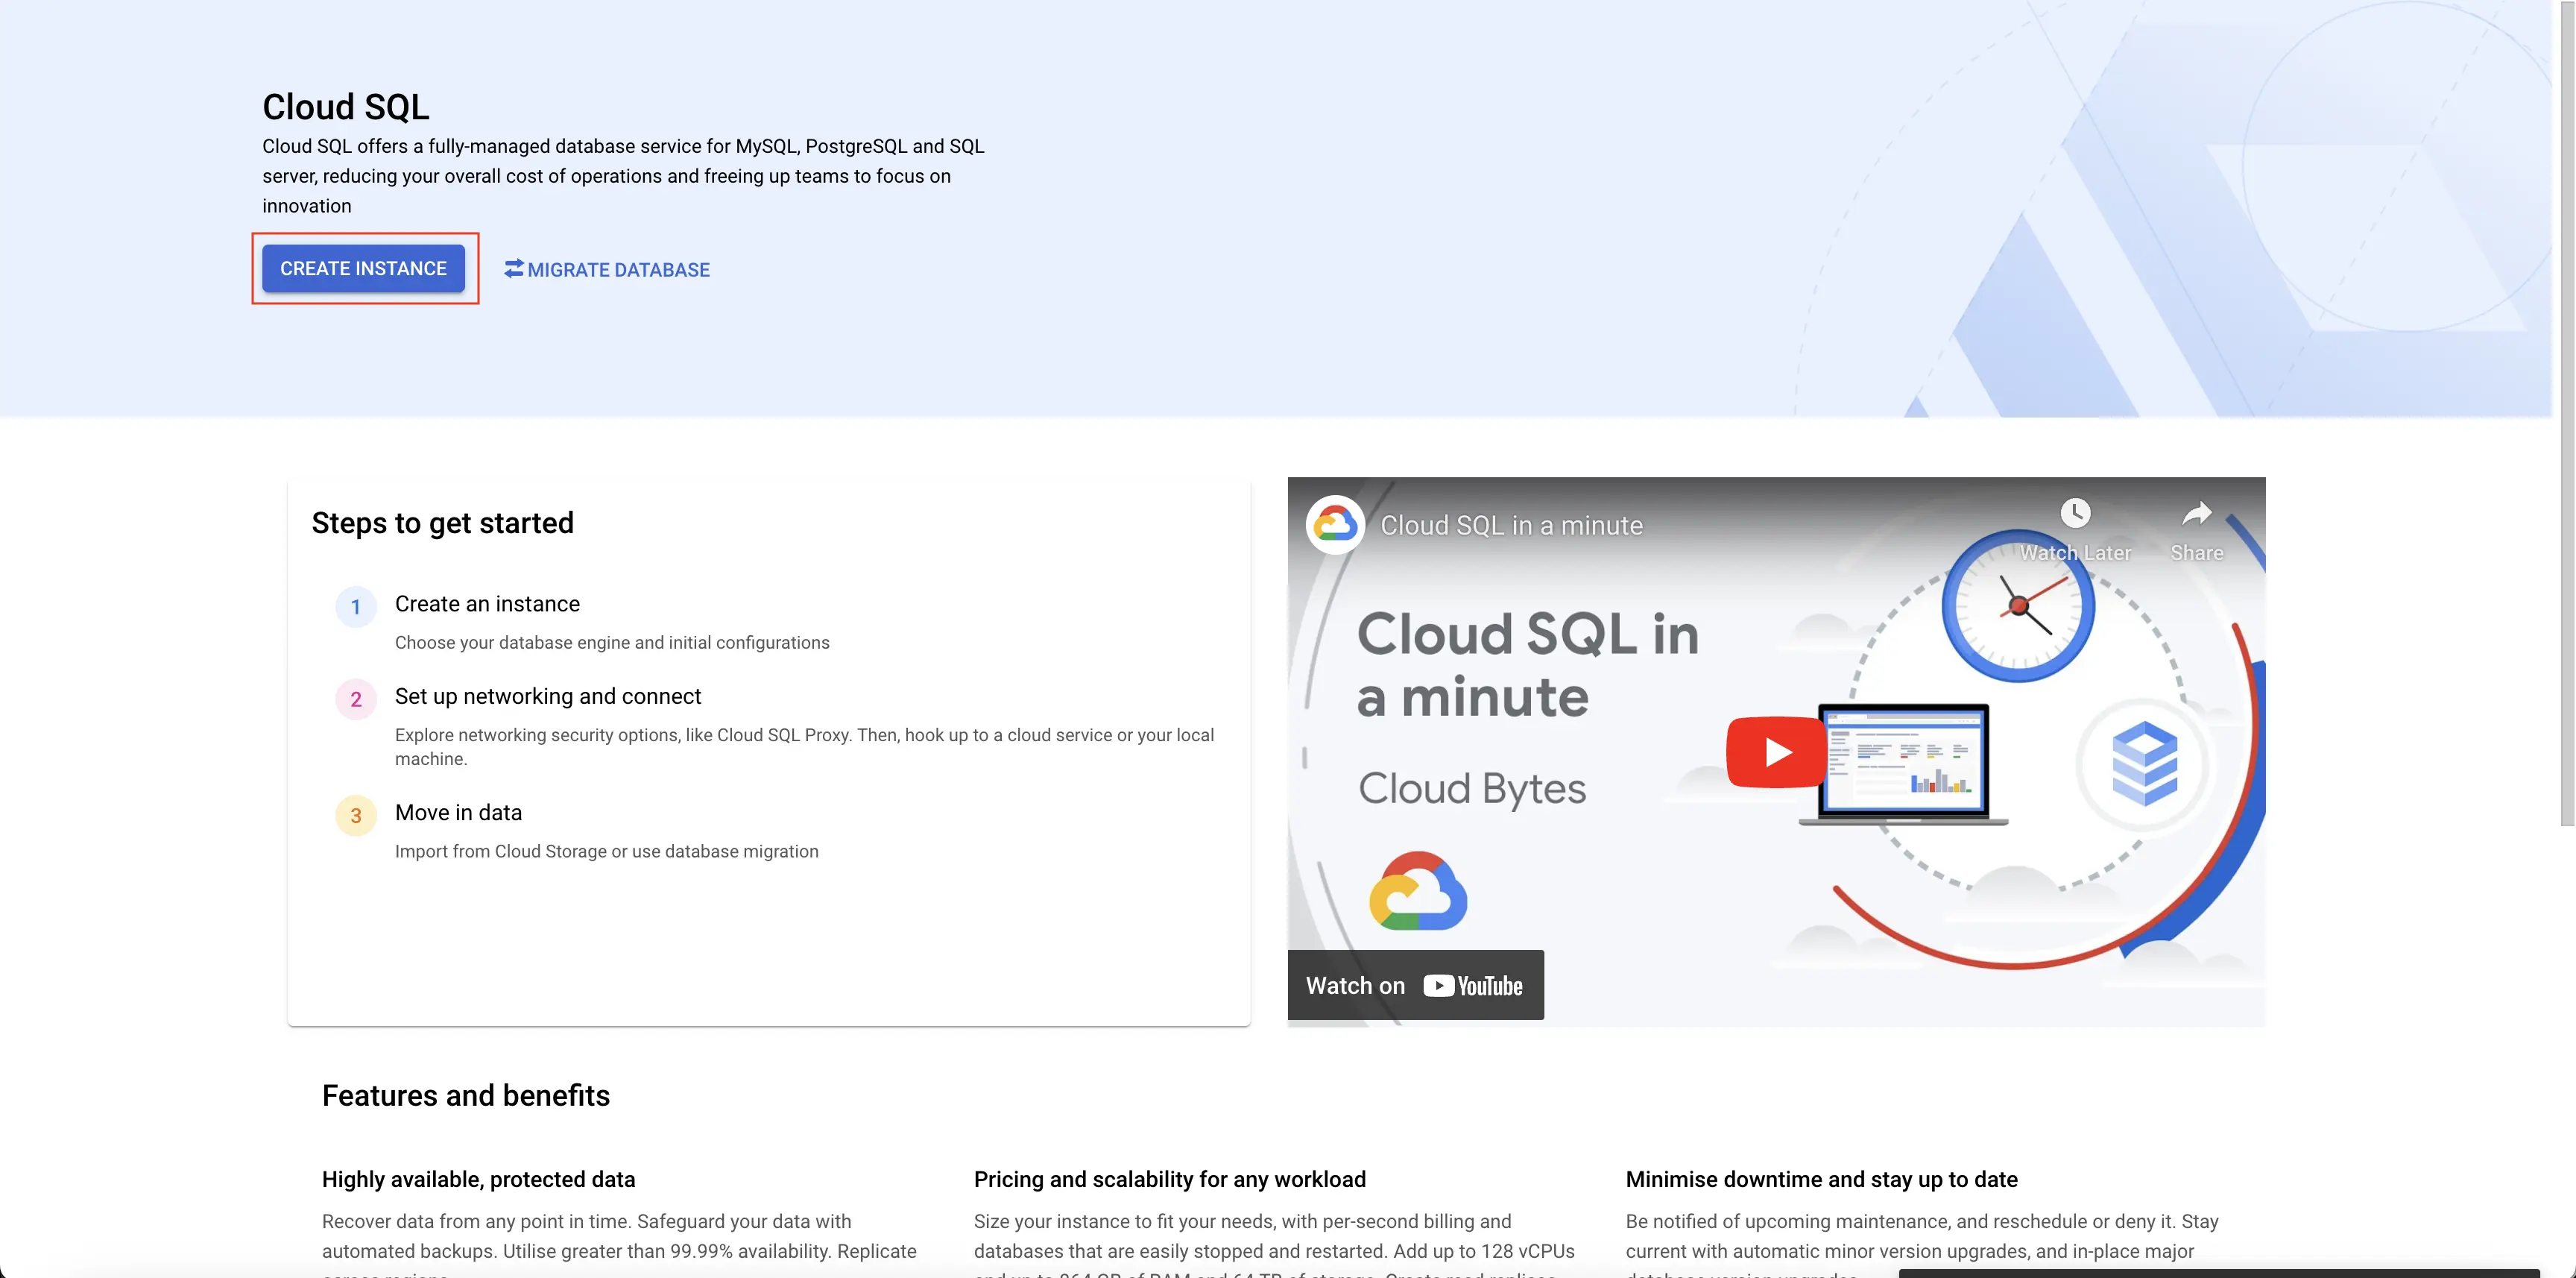 Cloud SQL
Cloud SQL offers a fully-managed database service for MySQL, PostgreSQL and SQL
server, reducing your overall cost of operations and freeing up teams to focus on
innovation
CREATE INSTANCE
MIGRATE DATABASE
Steps to get started
1
Create an instance
Choose your database engine and initial configurations
2
Set up networking and connect
Explore networking security options, like Cloud SQL Proxy. Then, hook up to a cloud service or your local
machine.
3
Move in data
Import from Cloud Storage or use database migration
Cloud SQL in a minute
Watch Later
Share
Cloud SQL in
a minute
Cloud Bytes
Watch on YouTube
Features and benefits
Highly available, protected data
Recover data from any point in time. Safeguard your data with
automated backups. Utilise greater than 99.99% availability. Replicate
Pricing and scalability for any workload
Size your instance to fit your needs, with per-second billing and
databases that are easily stopped and restarted. Add up to 128 vCPUs
Minimise downtime and stay up to date
Be notified of upcoming maintenance, and reschedule or deny it. Stay
current with automatic minor version upgrades, and in-place major